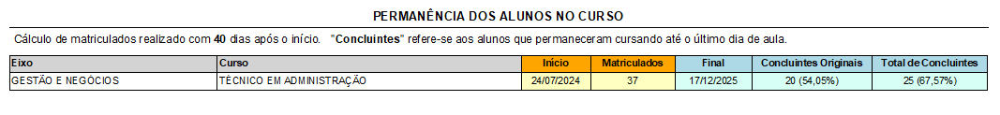 PERMANÊNCIA DOS ALUNOS NO CURSO
Cálculo de matriculados realizado com 40 dias após o início. "Concluintes" refere-se aos alunos que permaneceram cursando até o último dia de aula.
Eixo Curso Início Matriculados Final Concluintes Originais Total de Concluintes
GESTÃO E NEGÓCIOS TÉCNICO EM ADMINISTRAÇÃO 24/07/2024 37 17/12/2025 20 (54,05%) 25 (67,57%)